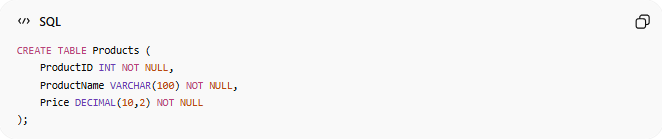 SQL
CREATE TABLE Products (
    ProductID INT NOT NULL,
    ProductName VARCHAR(100) NOT NULL,
    Price DECIMAL(10,2) NOT NULL
);